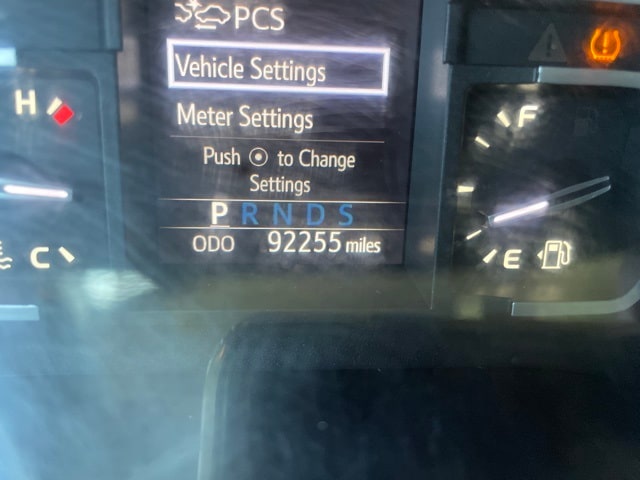 PCS
Vehicle Settings
H
F
Meter Settings
Push to Change
Settings
P R N D S
C
ODO 92255 miles
E